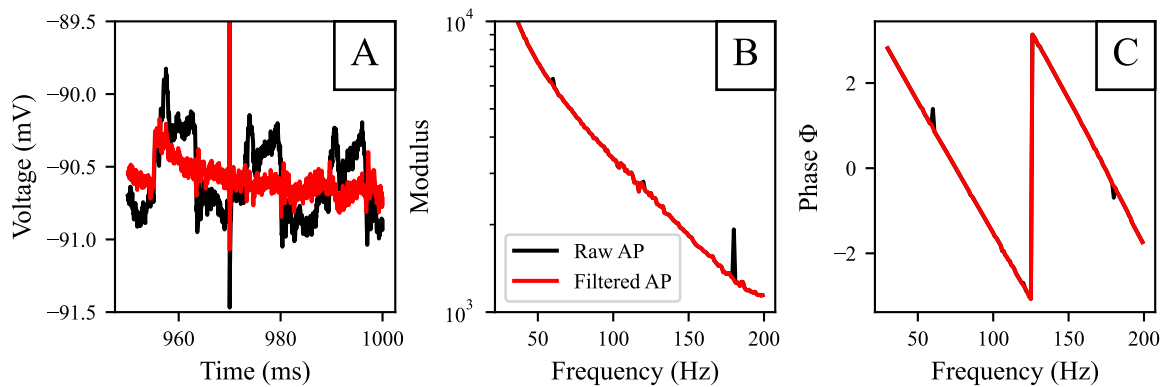 −89.5
−90.0
−90.5
−91.0
−91.5
Voltage (mV)
960
980
1000
Time (ms)
A
10⁴
10³
Modulus
50
100
150
200
Frequency (Hz)
B
Raw AP
Filtered AP
2
0
−2
Phase Φ
50
100
150
200
Frequency (Hz)
C